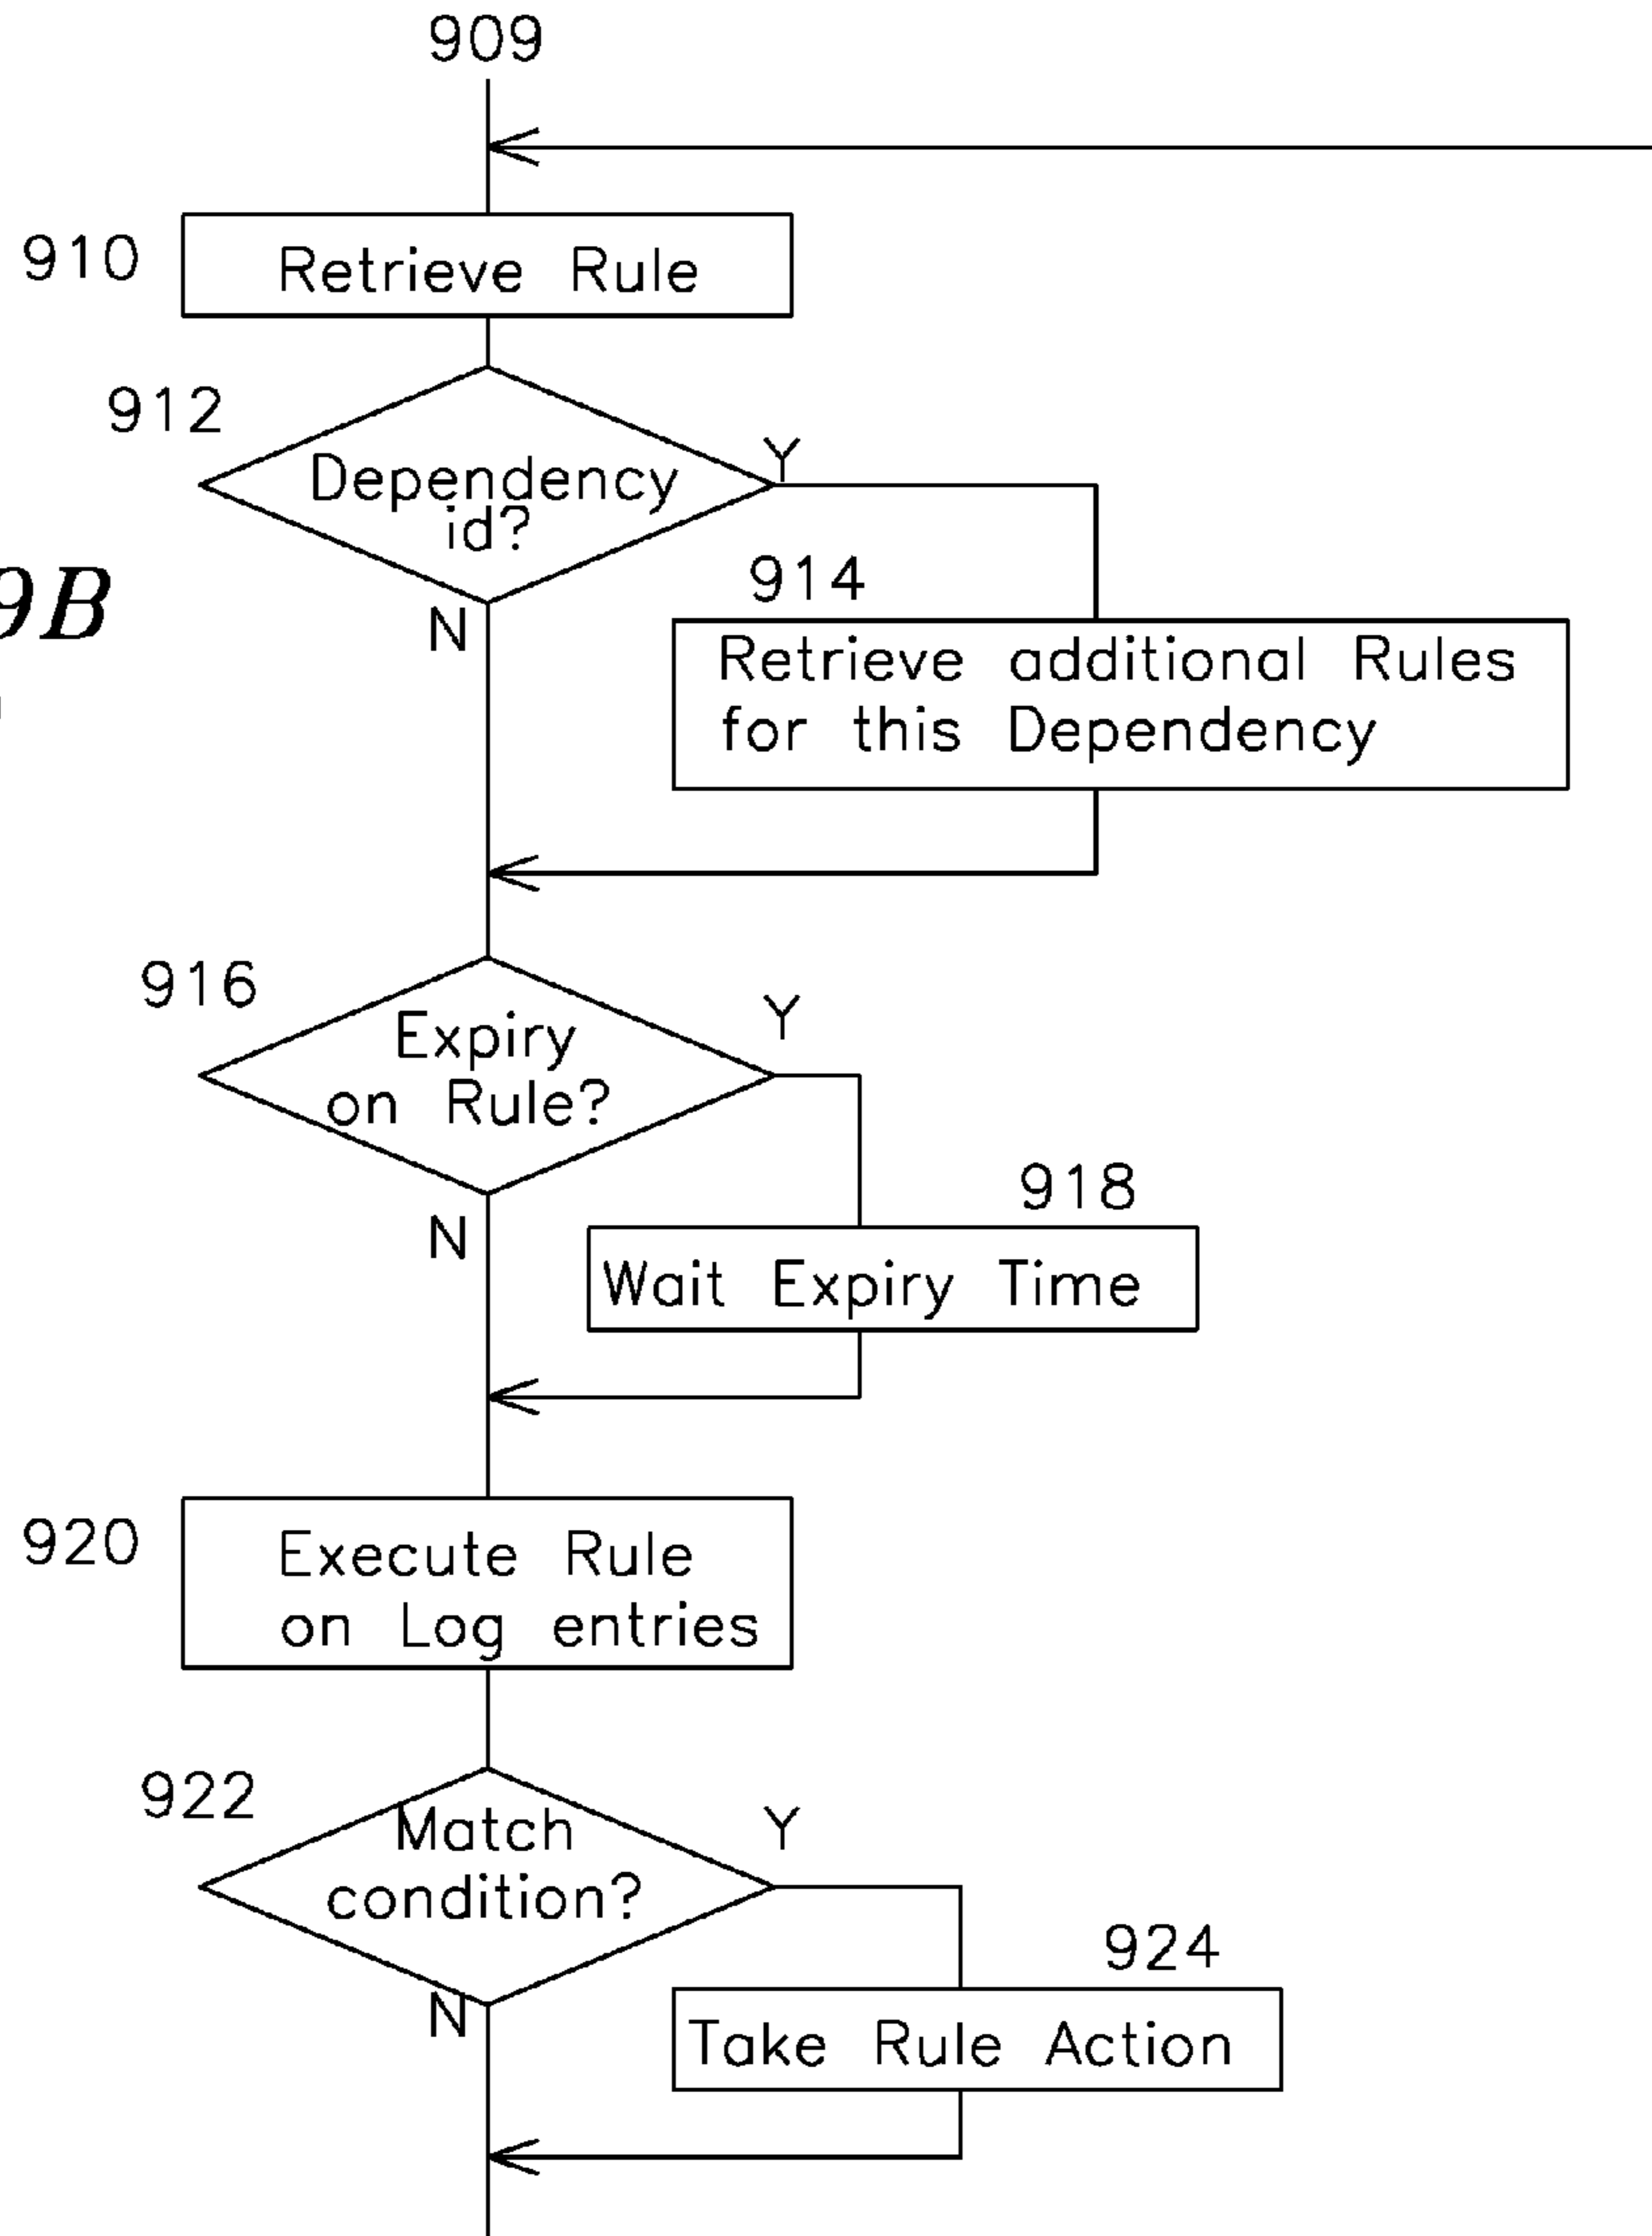 909
910
Retrieve Rule
912
Dependency
id?
Y
N
9B
914
Retrieve additional Rules
for this Dependency
916
Expiry
on Rule?
Y
N
918
Wait Expiry Time
920
Execute Rule
on Log entries
922
Match
condition?
Y
N
924
Take Rule Action